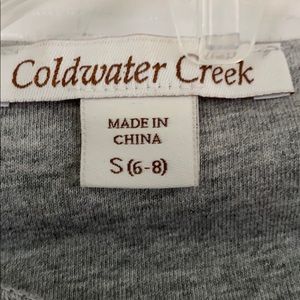 Coldwater Creek
MADE IN
CHINA
S (6-8)